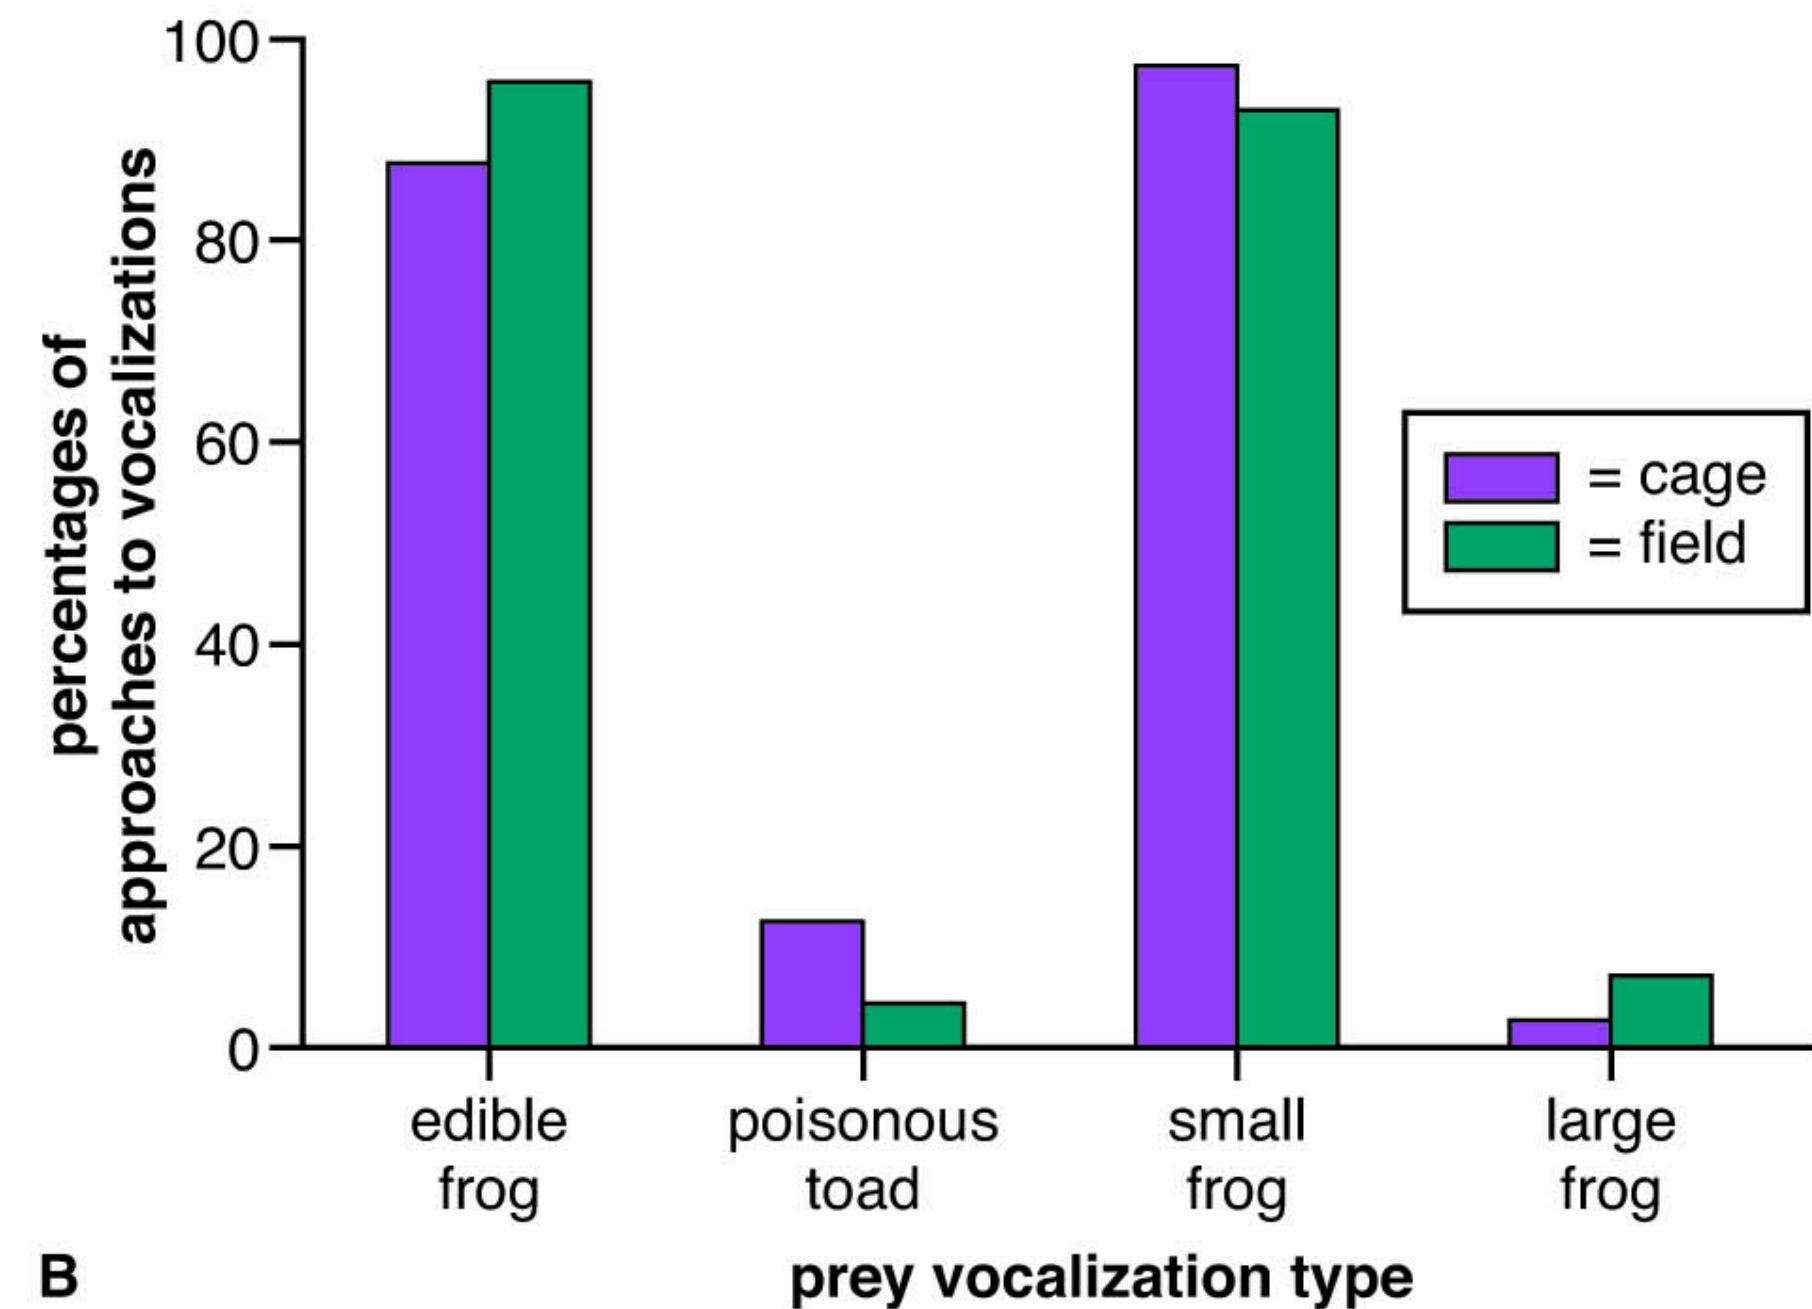 percentages of
approaches to vocalizations
100
80
60
40
20
0
= cage
= field
edible
frog
poisonous
toad
small
frog
large
frog
B
prey vocalization type